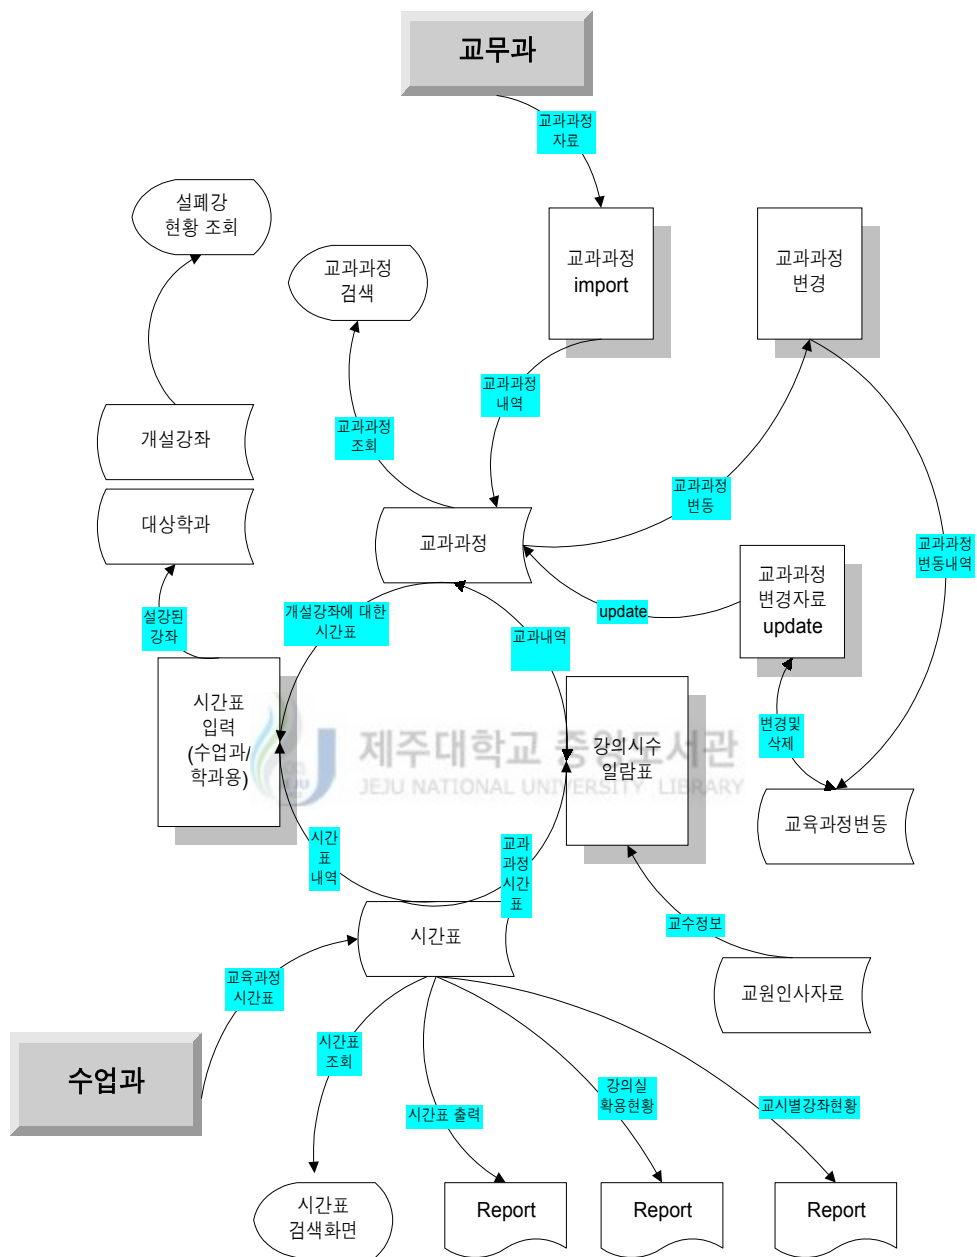 교무과
교과과정
자료
설폐강
현황 조회
교과과정
검색
교과과정
import
교과과정
변경
교과과정
내역
교과과정
조회
개설강좌
대상학과
교과과정
교과과정
변동
교과과정
변동내역
교과과정
변경자료
update
update
설강된
강좌
개설강좌에 대한
시간표
교과내역
시간표
입력
(수업과/
학과용)
강의시수
일람표
변경및
삭제
제주대학교 중앙도서관
JEJU NATIONAL UNIVERSITY LIBRARY
JEJU
교육과정변동
시간
표
내역
교과
과정
시간
표
시간표
교수정보
교원인사자료
교육과정
시간표
수업과
시간표
조회
시간표 출력
강의실
확용현황
교시별강좌현황
시간표
검색화면
Report
Report
Report